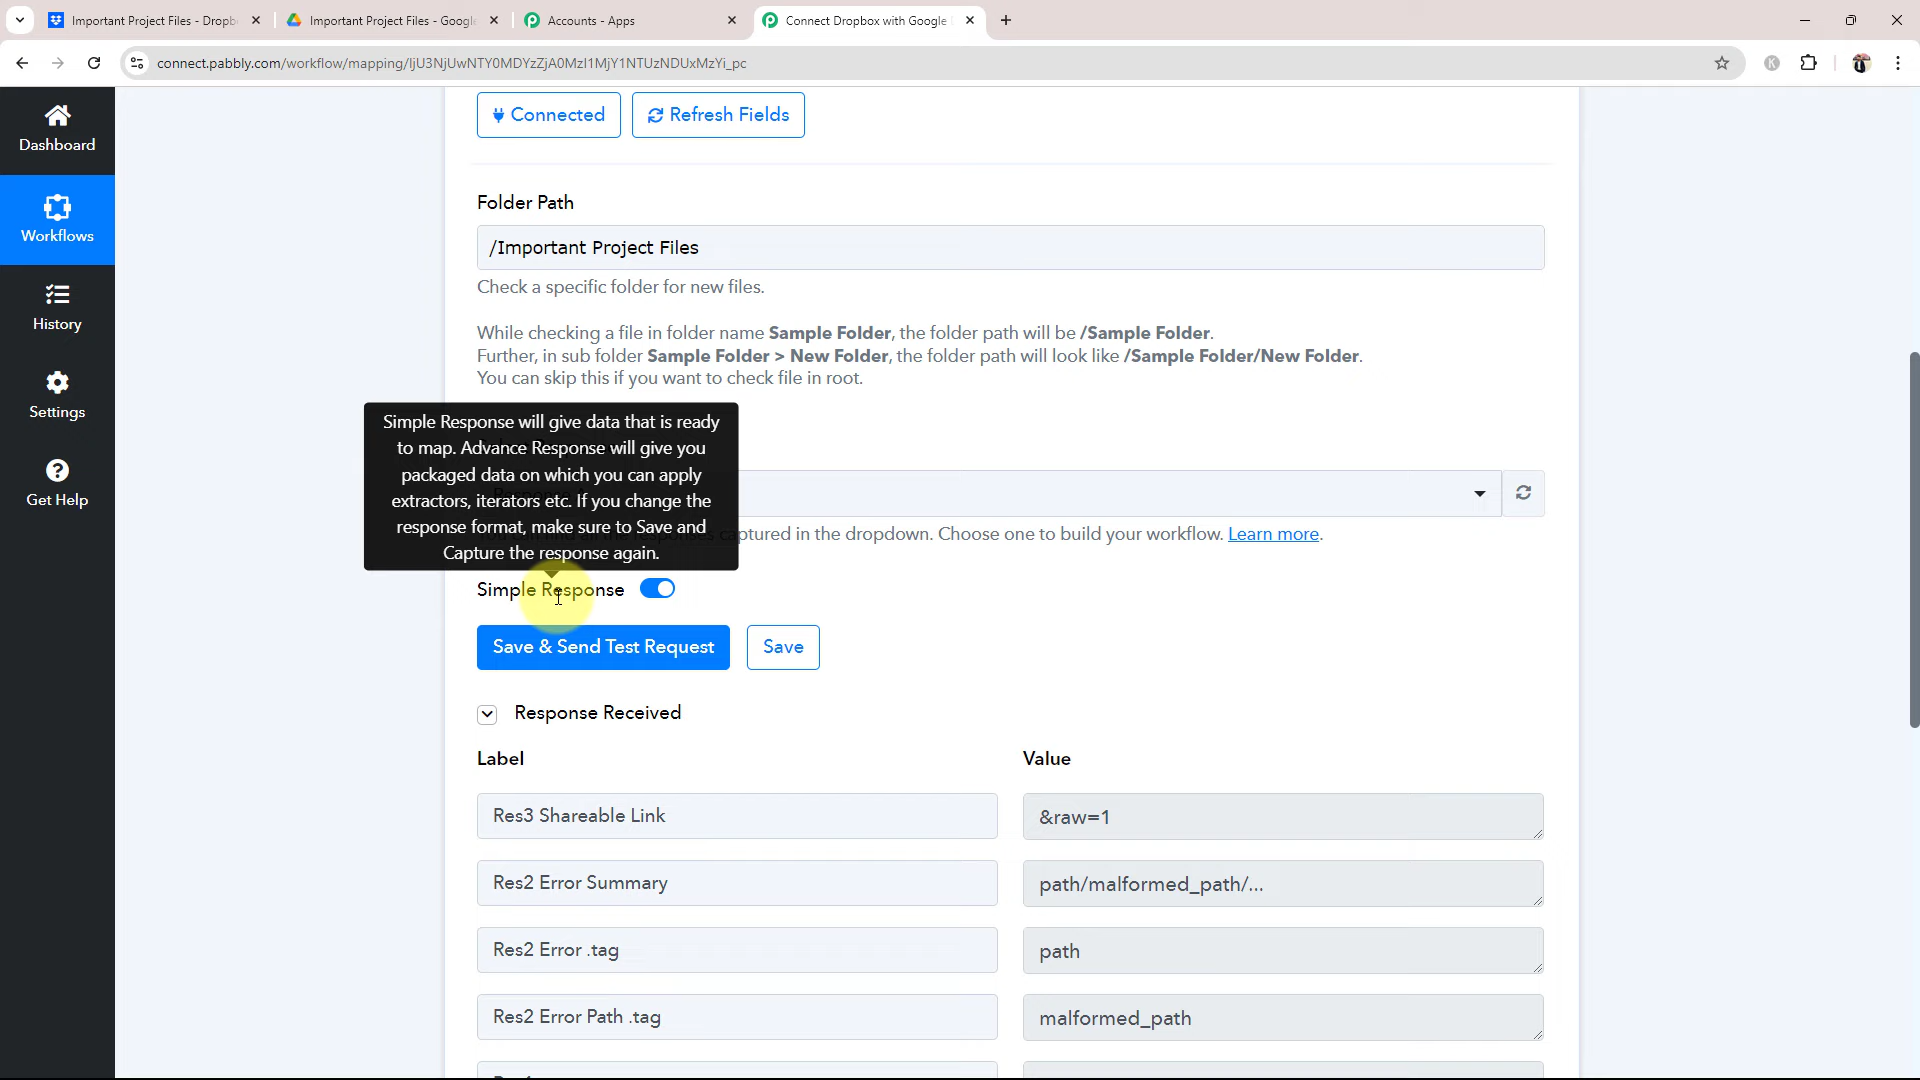 Important Project Files - Dropb
Important Project Files - Google
Accounts - Apps
Connect Dropbox with Google
connect.pabbly.com/workflow/mapping/IjU3NjUwNTY0MDYzZjA0MzI1MjY1NTUzNDUxMzYi_pc
K
Dashboard
Workflows
History
Settings
Get Help
Connected
Refresh Fields
Folder Path
/Important Project Files
Check a specific folder for new files.
While checking a file in folder name Sample Folder, the folder path will be /Sample Folder.
Further, in sub folder Sample Folder > New Folder, the folder path will look like /Sample Folder/New Folder.
You can skip this if you want to check file in root.
Simple Response will give data that is ready
to map. Advance Response will give you
packaged data on which you can apply
extractors, iterators etc. If you change the
response format, make sure to Save and
Capture the response again.
captured in the dropdown. Choose one to build your workflow. Learn more.
Simple Response
Save & Send Test Request
Save
Response Received
Label
Value
Res3 Shareable Link
&raw=1
Res2 Error Summary
path/malformed_path/...
Res2 Error .tag
path
Res2 Error Path .tag
malformed_path